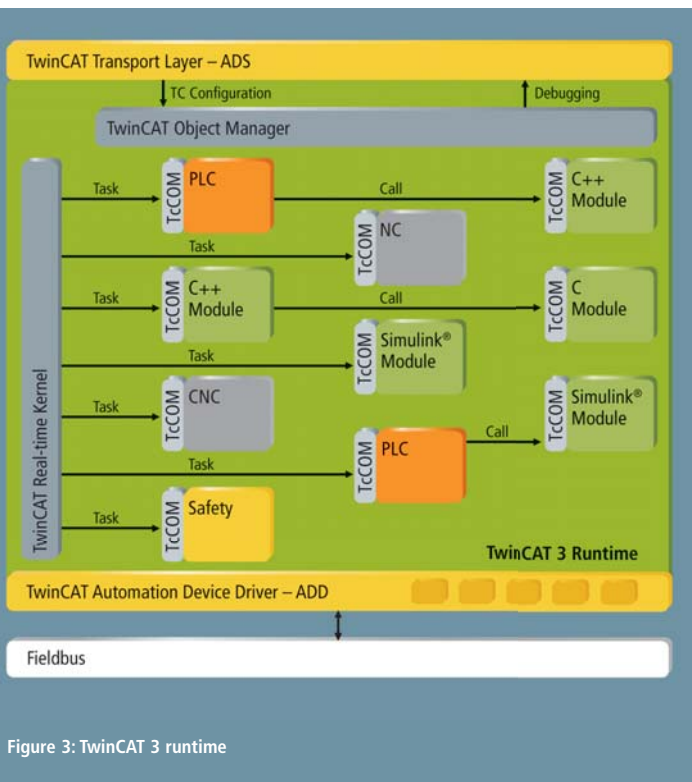 TwinCAT Transport Layer – ADS
TC Configuration
Debugging
TwinCAT Object Manager
TwinCAT Real-time Kernel
Task
TcCOM
PLC
Call
TcCOM
C++
Module
Task
TcCOM
NC
Task
TcCOM
C++
Module
Call
TcCOM
C
Module
Task
TcCOM
Simulink®
Module
Task
TcCOM
CNC
Task
TcCOM
PLC
Call
TcCOM
Simulink®
Module
Task
TcCOM
Safety
TwinCAT 3 Runtime
TwinCAT Automation Device Driver – ADD
Fieldbus
Figure 3: TwinCAT 3 runtime